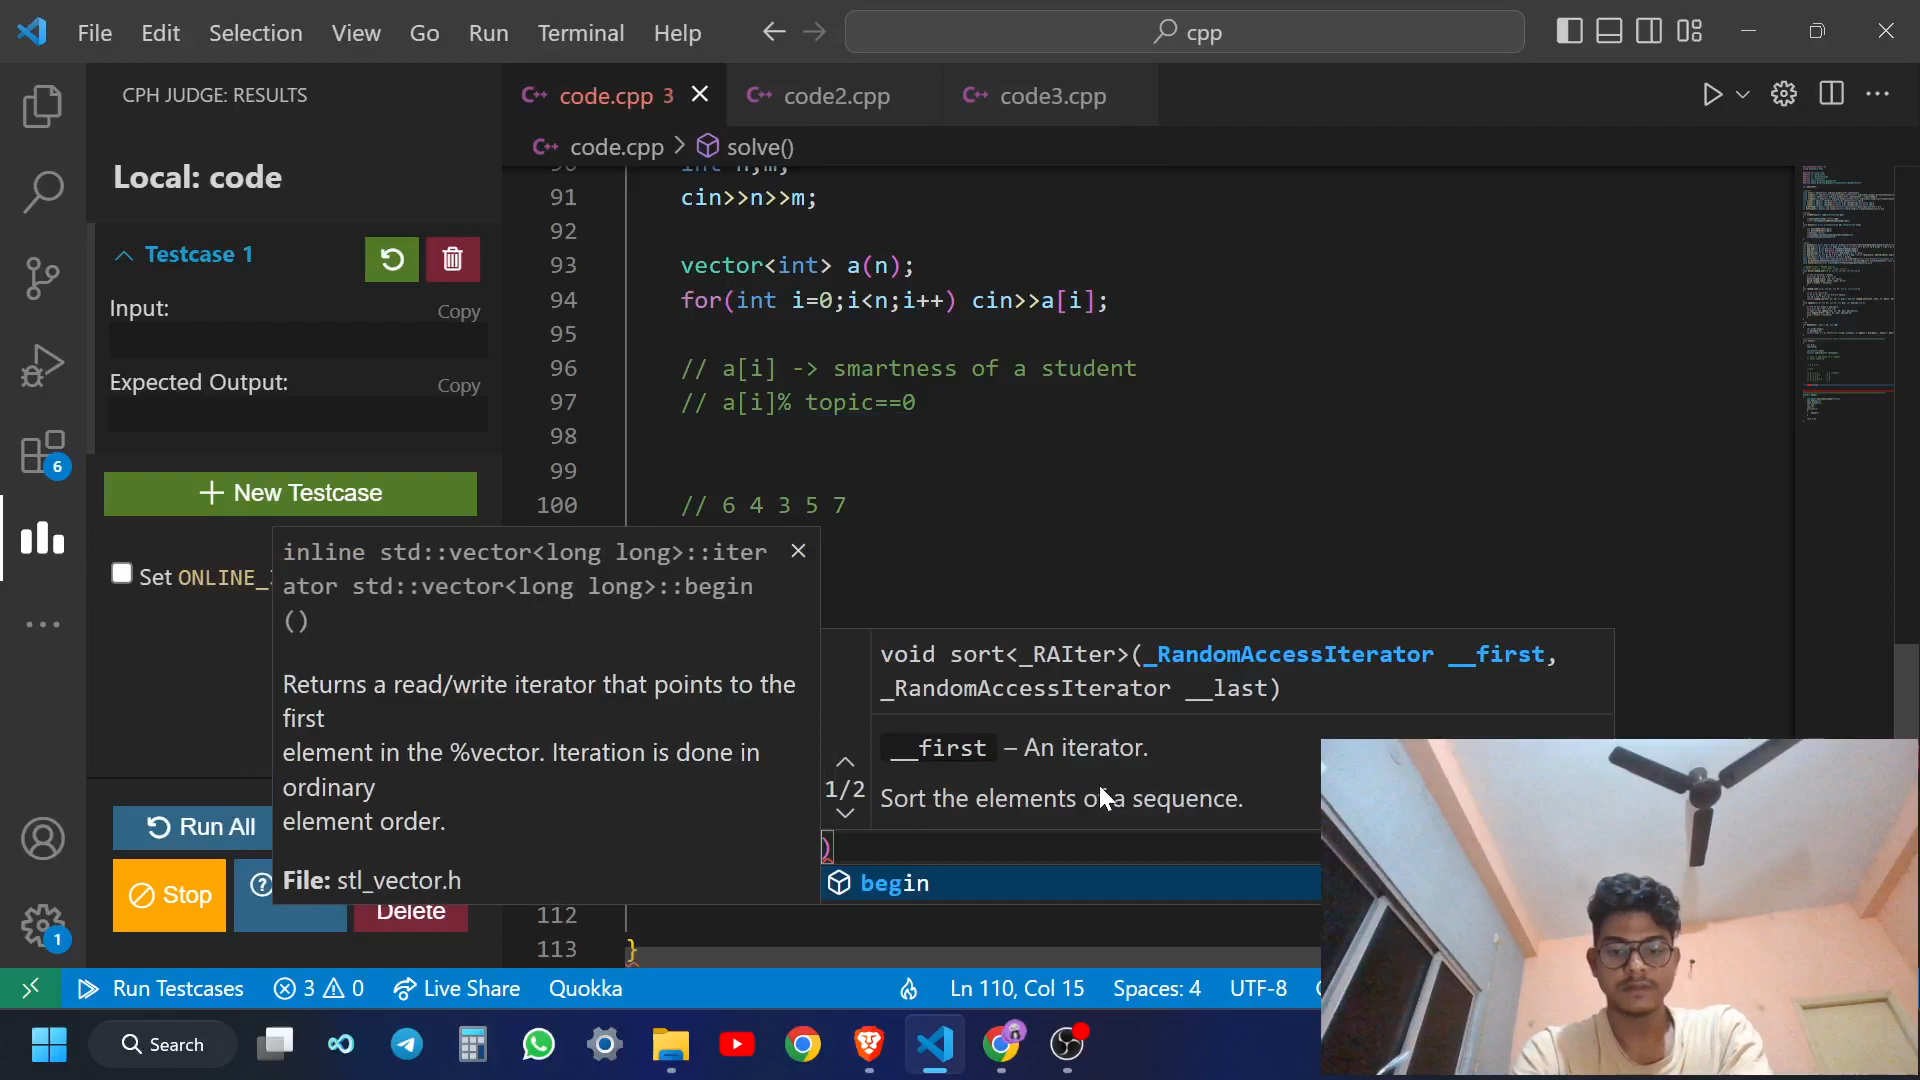 File Edit Selection View Go Run Terminal Help
cpp
CPH JUDGE: RESULTS
code.cpp 3
code2.cpp
code3.cpp
code.cpp > solve()
Local: code
Testcase 1
Input:
Copy
Expected Output:
Copy
New Testcase
Set ONLINE_
Run All
Stop
Delete
90 int n,m;
91 cin>>n>>m;
92
93 vector<int> a(n);
94 for(int i=0;i<n;i++) cin>>a[i];
95
96 // a[i] -> smartness of a student
97 // a[i]% topic==0
98
99
100 // 6 4 3 5 7
inline std::vector<long long>::iter
ator std::vector<long long>::begin
()
Returns a read/write iterator that points to the
first
element in the %vector. Iteration is done in
ordinary
element order.
File: stl_vector.h
void sort<_RAIter>(_RandomAccessIterator __first,
_RandomAccessIterator __last)
__first – An iterator.
1/2
Sort the elements of a sequence.
)
begin
112
113 }
6
1
Run Testcases
3
0
Live Share
Quokka
Ln 110, Col 15
Spaces: 4
UTF-8
Search